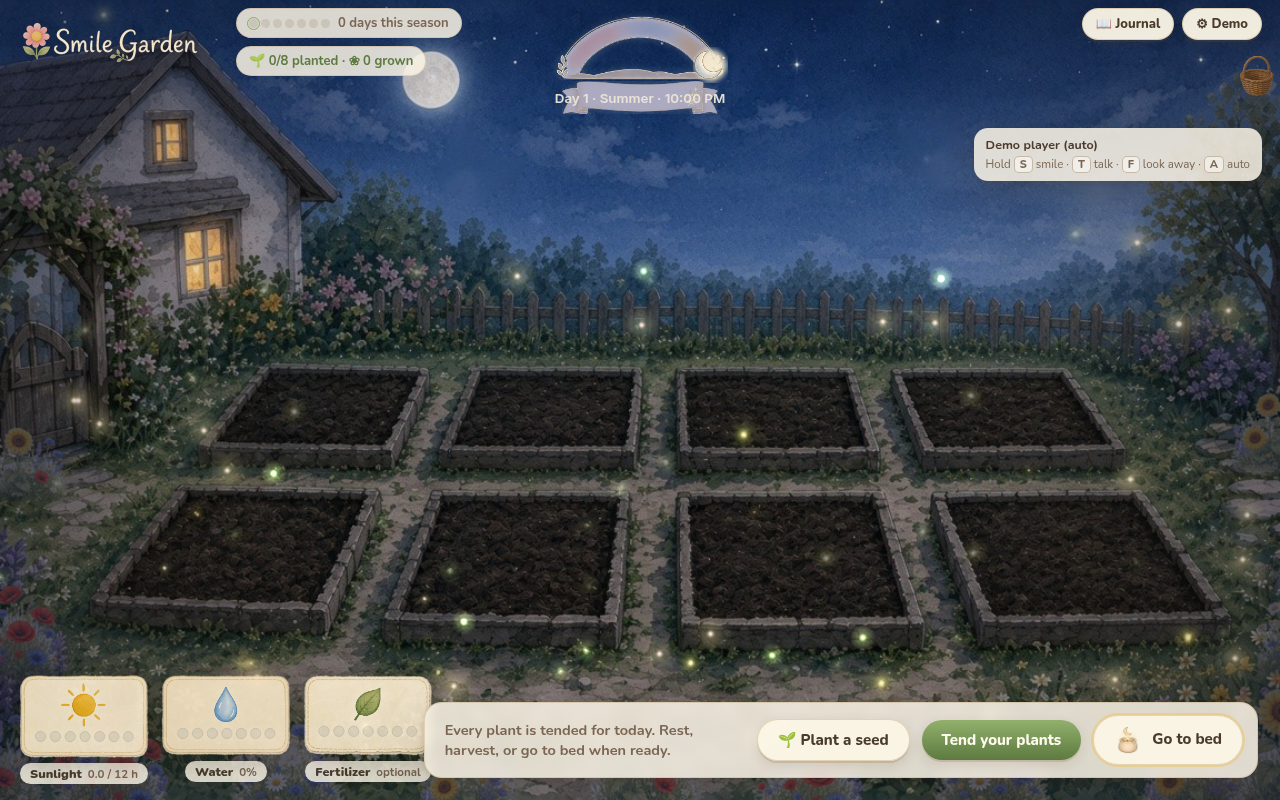 Smile Garden
0 days this season
0/8 planted · ❀ 0 grown
Day 1 · Summer · 10:00 PM
Journal
Demo
Demo player (auto)
Hold S smile · T talk · F look away · A auto
Sunlight 0.0 / 12 h
Water 0%
Fertilizer optional
Every plant is tended for today. Rest,
harvest, or go to bed when ready.
Plant a seed
Tend your plants
Go to bed